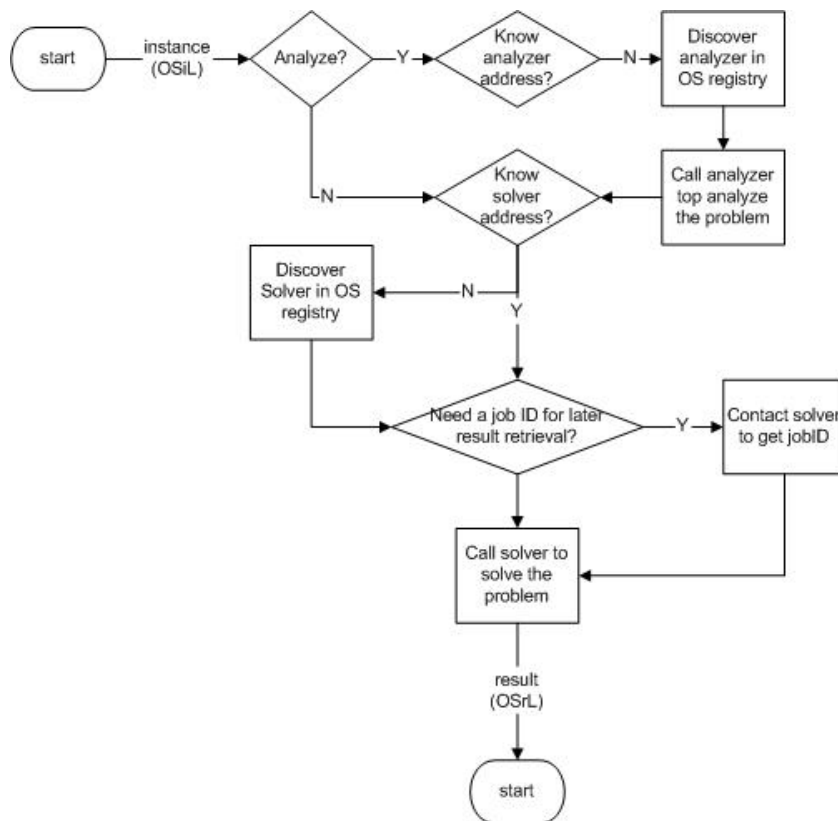 start
instance
(OSiL)
Analyze?
Y
Know
analyzer
address?
N
Discover
analyzer in
OS registry
Know
solver
address?
Call analyzer
top analyze
the problem
N
Discover
Solver in OS
registry
N
Y
Need a job ID for later
result retrieval?
Y
Contact solver
to get jobID
Call solver to
solve the
problem
result
(OSrL)
start